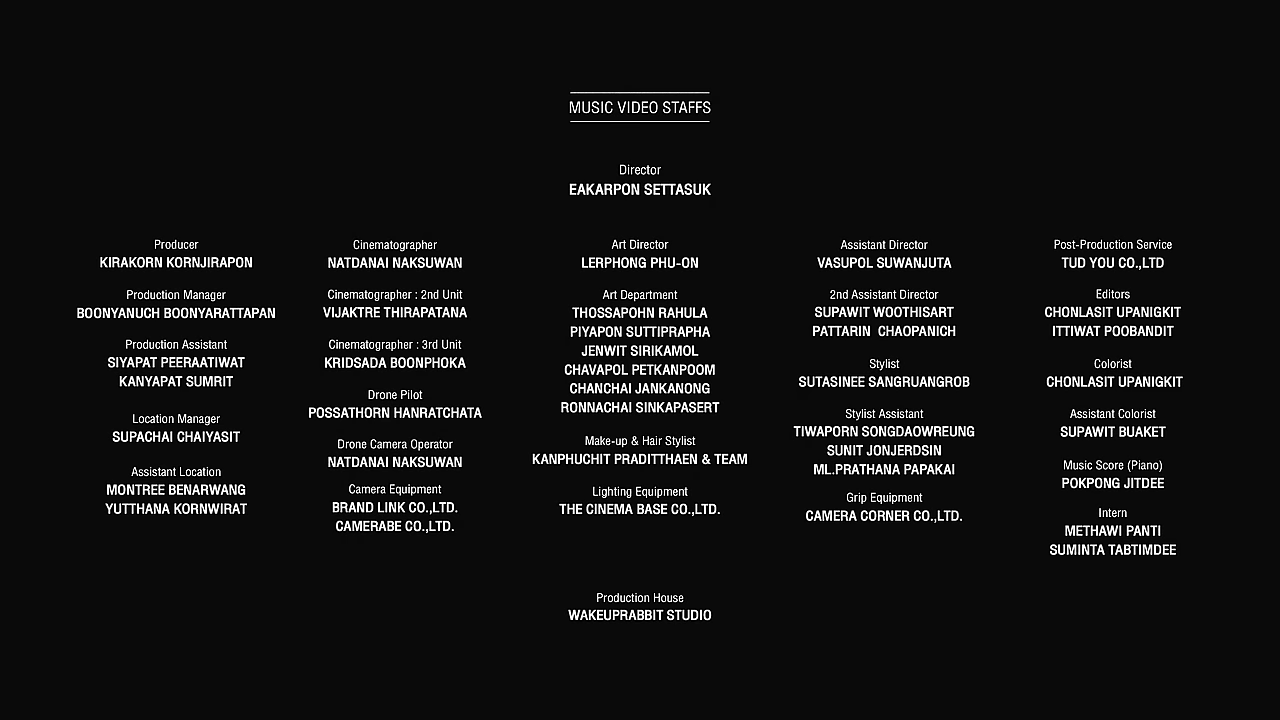 MUSIC VIDEO STAFFS
Director
EAKARPON SETTASUK
Producer
KIRAKORN KORNJIRAPON
Production Manager
BOONYANUCH BOONYARATTAPAN
Production Assistant
SIYAPAT PEERAATIWAT
KANYAPAT SUMRIT
Location Manager
SUPACHAI CHAIYASIT
Assistant Location
MONTREE BENARWANG
YUTTHANA KORNWIRAT
Cinematographer
NATDANAI NAKSUWAN
Cinematographer : 2nd Unit
VIJAKTRE THIRAPATANA
Cinematographer : 3rd Unit
KRIDSADA BOONPHOKA
Drone Pilot
POSSATHORN HANRATCHATA
Drone Camera Operator
NATDANAI NAKSUWAN
Camera Equipment
BRAND LINK CO.,LTD.
CAMERABE CO.,LTD.
Art Director
LERPHONG PHU-ON
Art Department
THOSSAPOHN RAHULA
PIYAPON SUTTIPRAPHA
JENWIT SIRIKAMOL
CHAVAPOL PETKANPOOM
CHANCHAI JANKANONG
RONNACHAI SINKAPASERT
Make-up & Hair Stylist
KANPHUCHIT PRADITTHAEN & TEAM
Lighting Equipment
THE CINEMA BASE CO.,LTD.
Assistant Director
VASUPOL SUWANJUTA
2nd Assistant Director
SUPAWIT WOOTHISART
PATTARIN CHAOPANICH
Stylist
SUTASINEE SANGRUANGROB
Stylist Assistant
TIWAPORN SONGDAOWREUNG
SUNIT JONJERDSIN
ML.PRATHANA PAPAKAI
Grip Equipment
CAMERA CORNER CO.,LTD.
Post-Production Service
TUD YOU CO.,LTD
Editors
CHONLASIT UPANIGKIT
ITTIWAT POOBANDIT
Colorist
CHONLASIT UPANIGKIT
Assistant Colorist
SUPAWIT BUAKET
Music Score (Piano)
POKPONG JITDEE
Intern
METHAWI PANTI
SUMINTA TABTIMDEE
Production House
WAKEUPRABBIT STUDIO